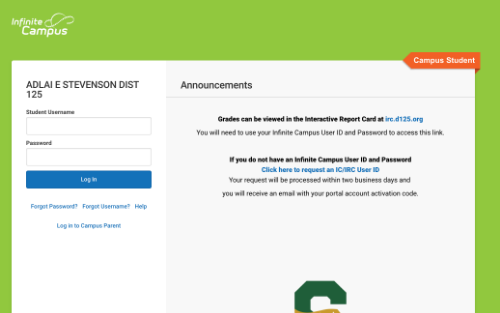 Infinite
Campus
Campus Student
ADLAI E STEVENSON DIST
125
Student Username
Password
Log In
Forgot Password? Forgot Username? Help
Log in to Campus Parent
Announcements
Grades can be viewed in the Interactive Report Card at irc.d125.org
You will need to use your Infinite Campus User ID and Password to access this link.
If you do not have an Infinite Campus User ID and Password
Click here to request an IC/IRC User ID
Your request will be processed within two business days and
you will receive an email with your portal account activation code.
S